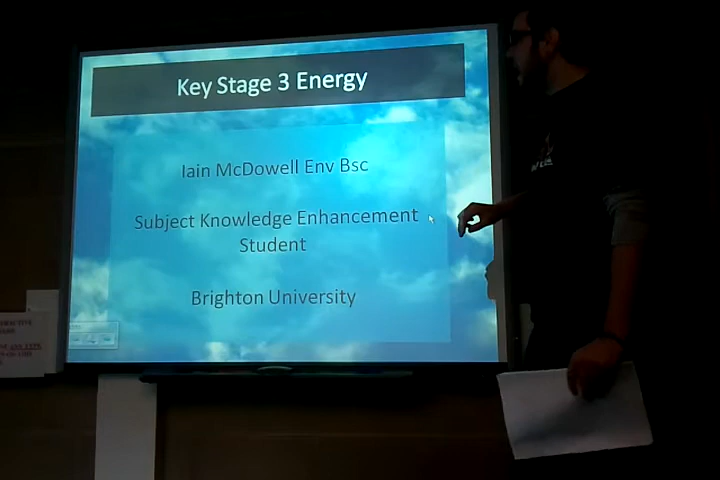 Key Stage 3 Energy
Iain McDowell Env Bsc
Subject Knowledge Enhancement
Student
Brighton University